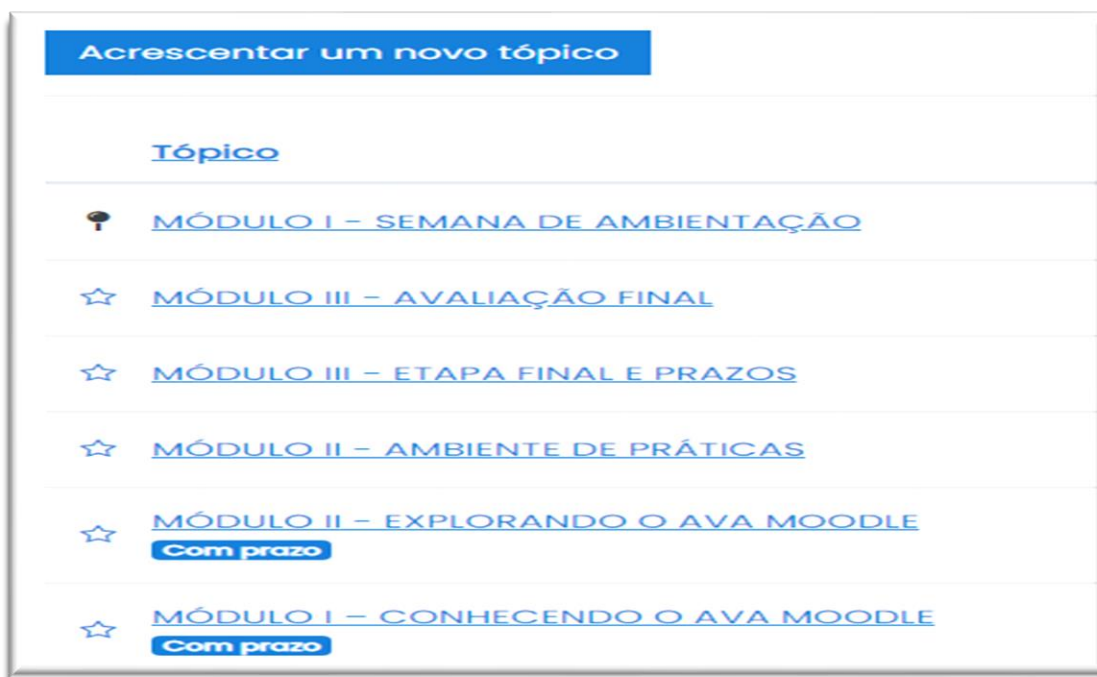 Acrescentar um novo tópico
Tópico
MÓDULO I - SEMANA DE AMBIENTAÇÃO
MÓDULO III - AVALIAÇÃO FINAL
MÓDULO III - ETAPA FINAL E PRAZOS
MÓDULO II - AMBIENTE DE PRÁTICAS
MÓDULO II - EXPLORANDO O AVA MOODLE
Com prazo
MÓDULO I – CONHECENDO O AVA MOODLE
Com prazo